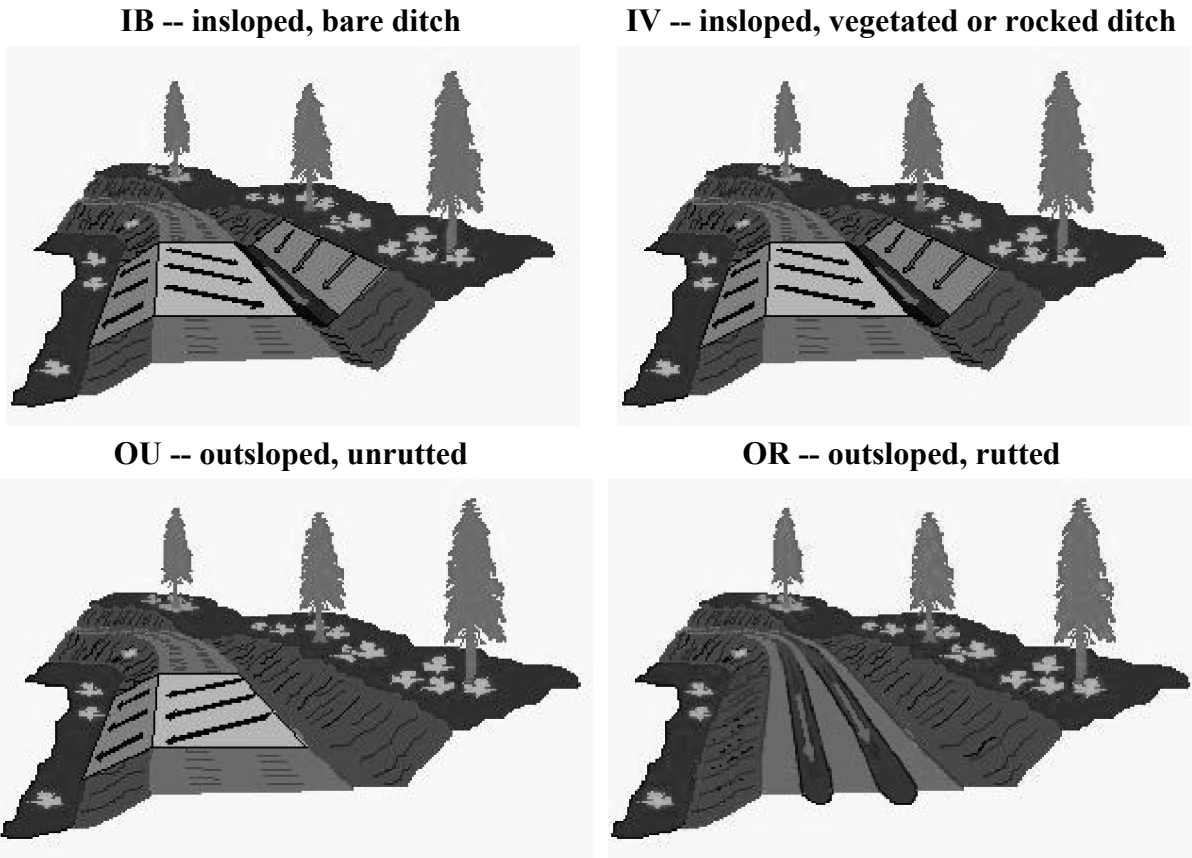 IB -- insloped, bare ditch
IV -- insloped, vegetated or rocked ditch
OU -- outsloped, unrutted
OR -- outsloped, rutted